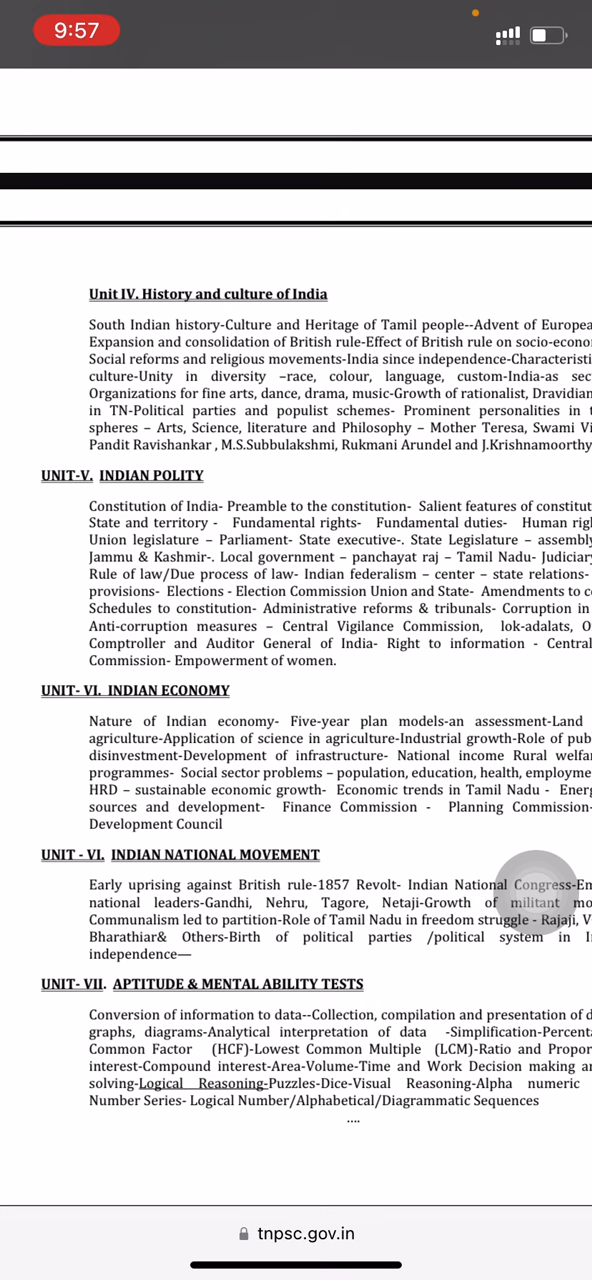 9:57
Unit IV. History and culture of India
South Indian history-Culture and Heritage of Tamil people--Advent of Europea
Expansion and consolidation of British rule-Effect of British rule on socio-econo
Social reforms and religious movements-India since independence-Characteristi
culture-Unity in diversity –race, colour, language, custom-India-as sec
Organizations for fine arts, dance, drama, music-Growth of rationalist, Dravidian
in TN-Political parties and populist schemes- Prominent personalities in t
spheres – Arts, Science, literature and Philosophy – Mother Teresa, Swami Vi
Pandit Ravishankar , M.S.Subbulakshmi, Rukmani Arundel and J.Krishnamoorthy
UNIT-V. INDIAN POLITY
Constitution of India- Preamble to the constitution- Salient features of constitut
State and territory - Fundamental rights- Fundamental duties- Human righ
Union legislature – Parliament- State executive-. State Legislature – assembly
Jammu & Kashmir-. Local government – panchayat raj – Tamil Nadu- Judiciary
Rule of law/Due process of law- Indian federalism – center – state relations-
provisions- Elections - Election Commission Union and State- Amendments to co
Schedules to constitution- Administrative reforms & tribunals- Corruption in
Anti-corruption measures – Central Vigilance Commission, lok-adalats, O
Comptroller and Auditor General of India- Right to information - Central
Commission- Empowerment of women.
UNIT- VI. INDIAN ECONOMY
Nature of Indian economy- Five-year plan models-an assessment-Land
agriculture-Application of science in agriculture-Industrial growth-Role of pub
disinvestment-Development of infrastructure- National income Rural welfar
programmes- Social sector problems – population, education, health, employme
HRD – sustainable economic growth- Economic trends in Tamil Nadu - Energ
sources and development- Finance Commission - Planning Commission-
Development Council
UNIT - VI. INDIAN NATIONAL MOVEMENT
Early uprising against British rule-1857 Revolt- Indian National Congress-Em
national leaders-Gandhi, Nehru, Tagore, Netaji-Growth of militant mo
Communalism led to partition-Role of Tamil Nadu in freedom struggle - Rajaji, V
Bharathiar& Others-Birth of political parties /political system in I
independence—
UNIT- VII. APTITUDE & MENTAL ABILITY TESTS
Conversion of information to data--Collection, compilation and presentation of d
graphs, diagrams-Analytical interpretation of data -Simplification-Percenta
Common Factor (HCF)-Lowest Common Multiple (LCM)-Ratio and Propor
interest-Compound interest-Area-Volume-Time and Work Decision making an
solving-Logical Reasoning-Puzzles-Dice-Visual Reasoning-Alpha numeric
Number Series- Logical Number/Alphabetical/Diagrammatic Sequences
....
tnpsc.gov.in